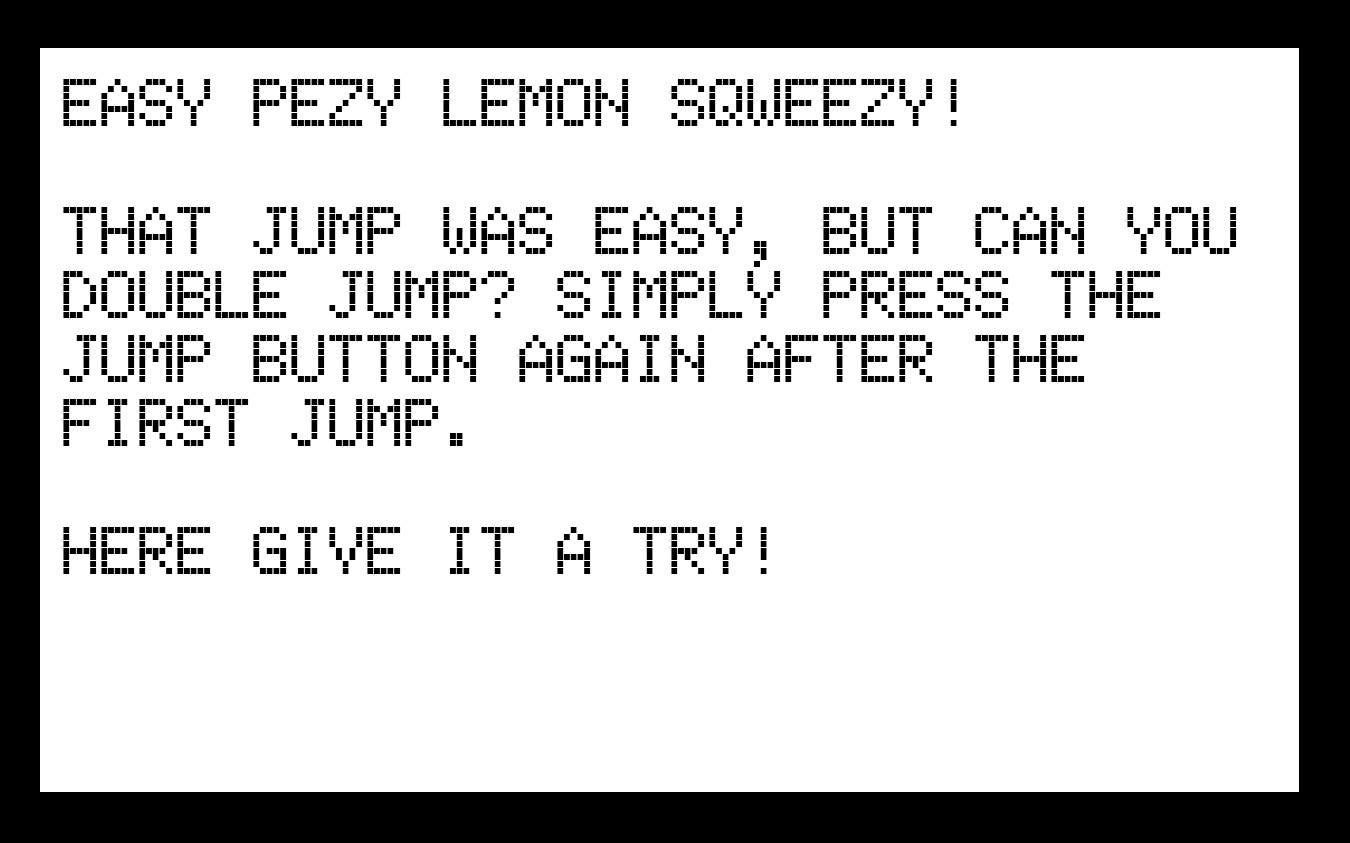 EASY PEZY LEMON SQWEEZY!
THAT JUMP WAS EASY, BUT CAN YOU
DOUBLE JUMP? SIMPLY PRESS THE
JUMP BUTTON AGAIN AFTER THE
FIRST JUMP.
HERE GIVE IT A TRY!